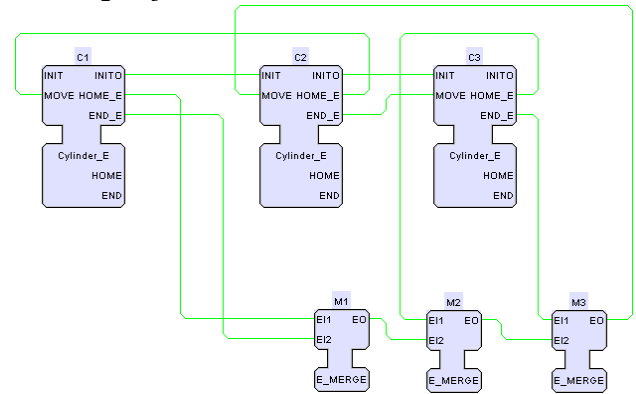 C1
C2
C3
INIT INITO
MOVE HOME_E
END_E
Cylinder_E
HOME
END
INIT INITO
MOVE HOME_E
END_E
Cylinder_E
HOME
END
INIT INITO
MOVE HOME_E
END_E
Cylinder_E
HOME
END
M1
M2
M3
EI1 EO
EI2
E_MERGE
EI1 EO
EI2
E_MERGE
EI1 EO
EI2
E_MERGE